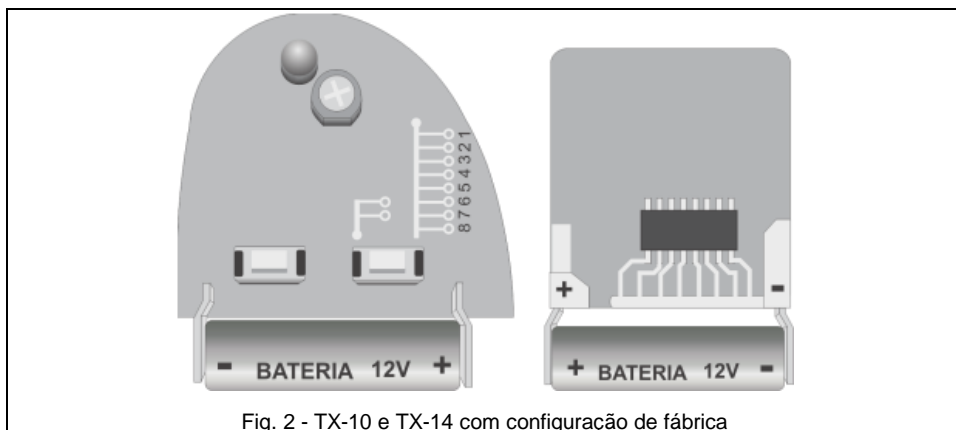 87654321
- BATERIA 12V +
+ -
+ BATERIA 12V -
Fig. 2 - TX-10 e TX-14 com configuração de fábrica